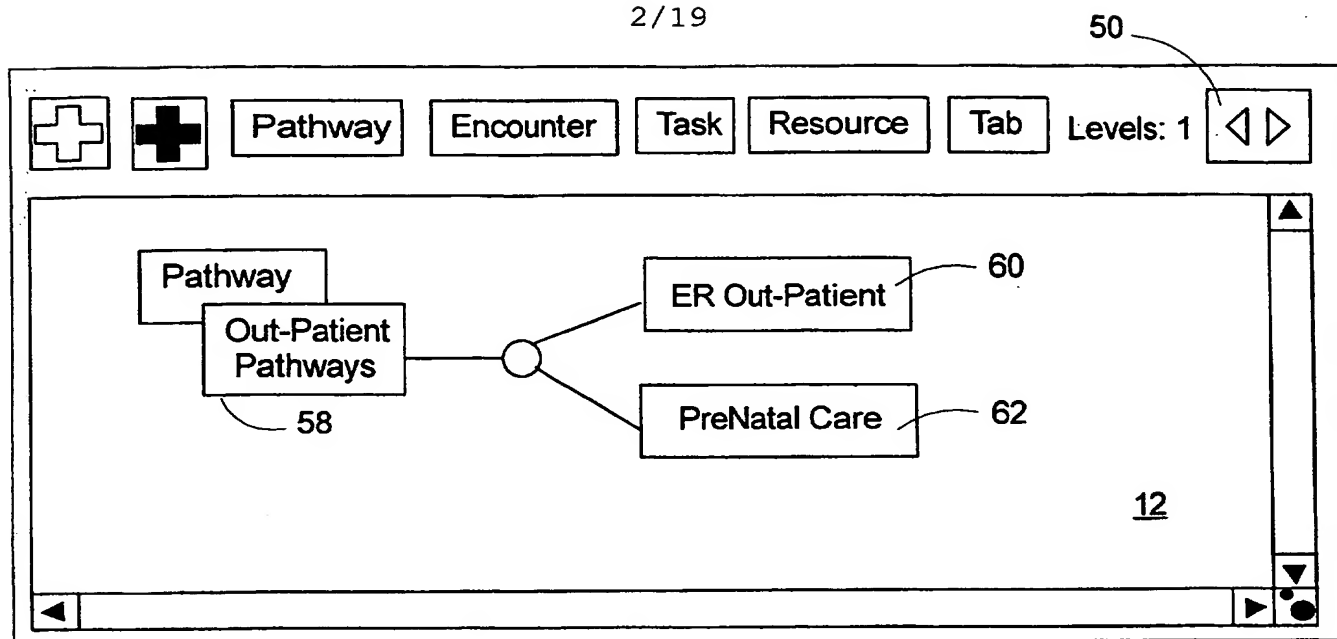 2/19
50
Pathway Encounter Task Resource Tab Levels: 1
Pathway
Out-Patient
Pathways
58
ER Out-Patient
60
PreNatal Care
62
12